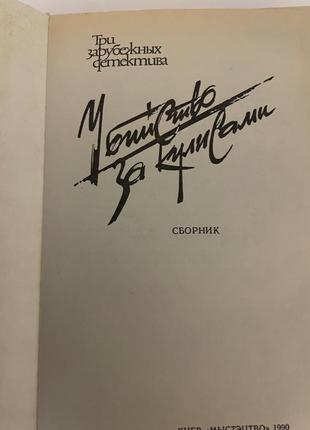 Три
зарубежных
детектива
Убийство
за кулисами
СБОРНИК
КИЕВ «МЫСТЭЦТВО» 1990